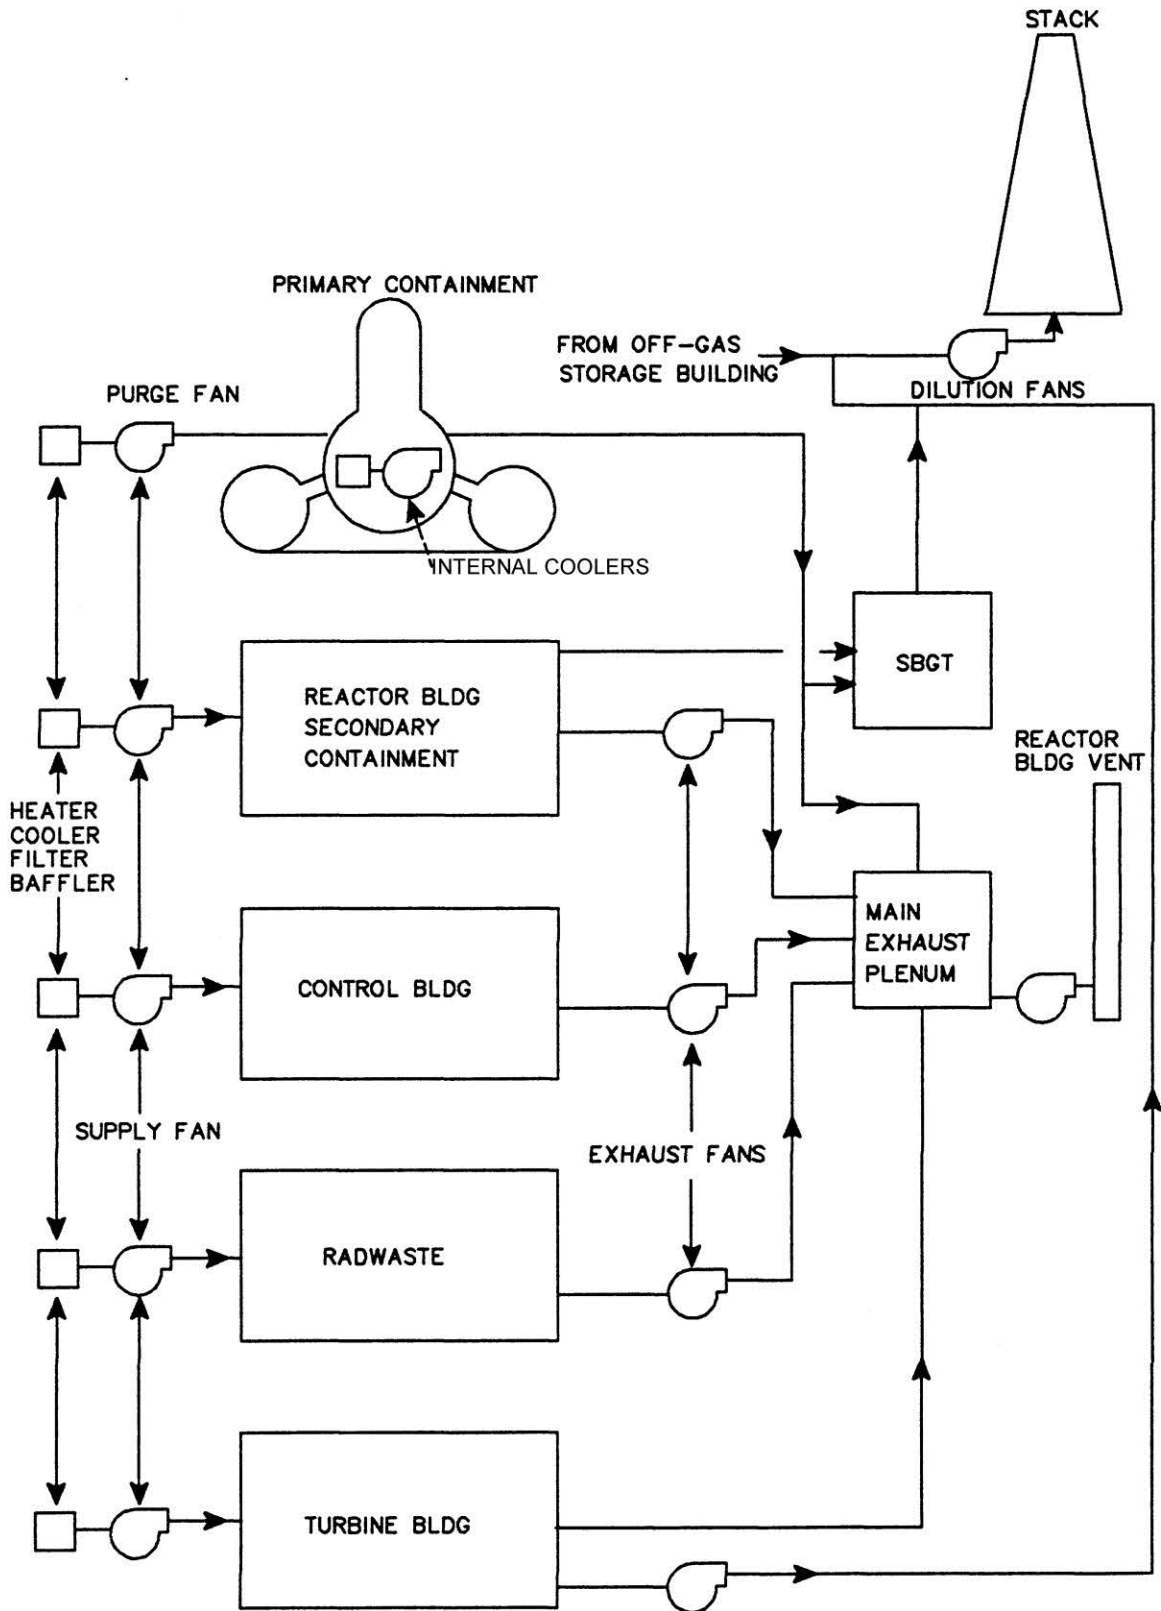 STACK
PRIMARY CONTAINMENT
FROM OFF-GAS
STORAGE BUILDING
PURGE FAN
DILUTION FANS
INTERNAL COOLERS
SBGT
REACTOR BLDG
SECONDARY
CONTAINMENT
REACTOR
BLDG VENT
HEATER
COOLER
FILTER
BAFFLER
MAIN
EXHAUST
PLENUM
CONTROL BLDG
SUPPLY FAN
EXHAUST FANS
RADWASTE
TURBINE BLDG